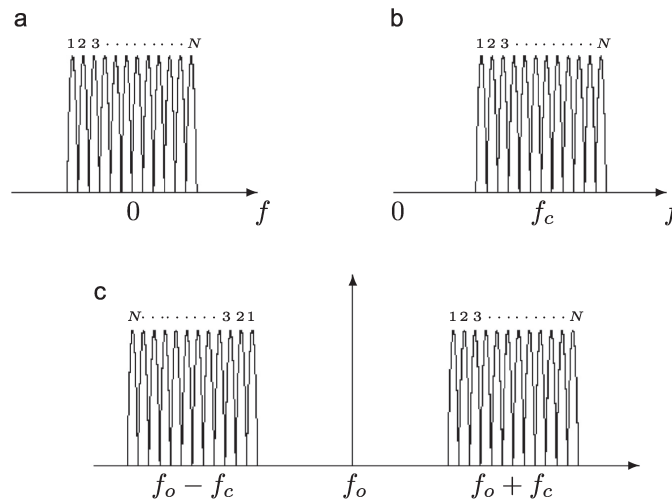 a
1 2 3 · · · · · · · · · · N
0
f
b
1 2 3 · · · · · · · · · · N
0
f_c
f
c
N · · · · · · · · · 3 2 1
1 2 3 · · · · · · · · · · N
f_o − f_c
f_o
f_o + f_c